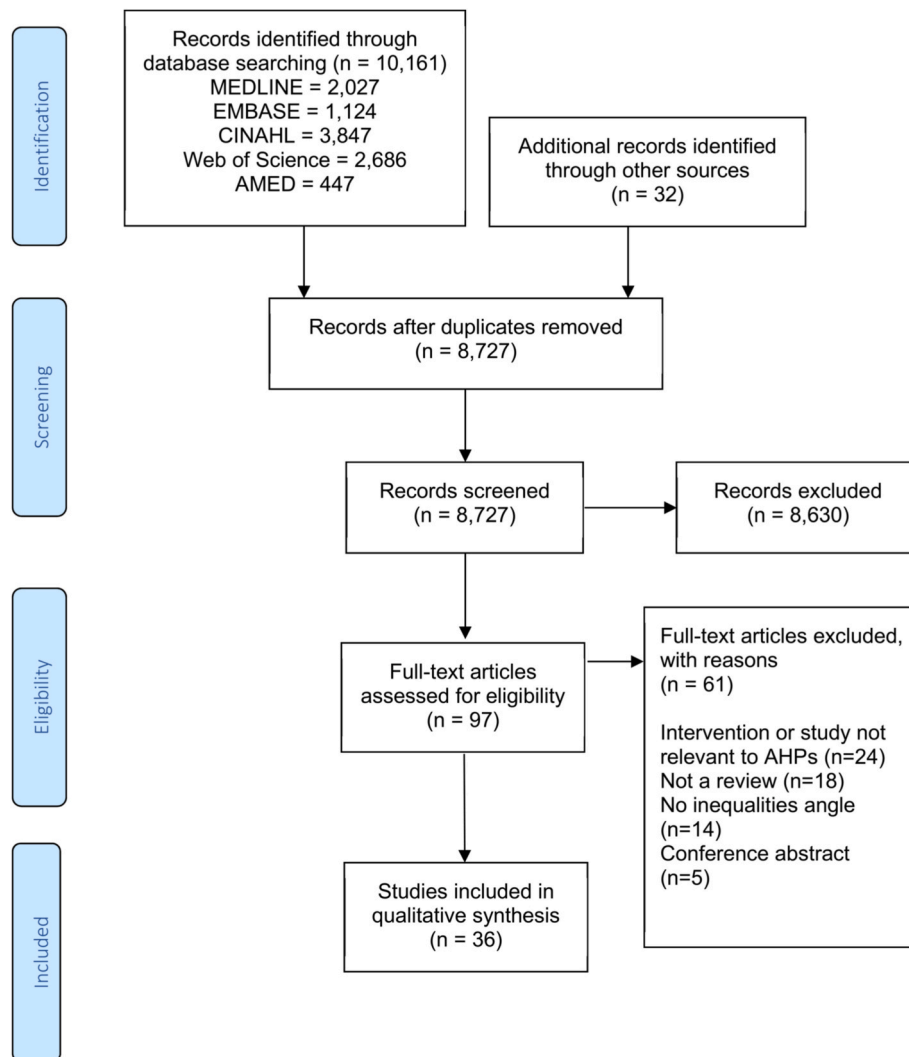 Identification
Records identified through
database searching (n = 10,161)
MEDLINE = 2,027
EMBASE = 1,124
CINAHL = 3,847
Web of Science = 2,686
AMED = 447
Additional records identified
through other sources
(n = 32)
Screening
Records after duplicates removed
(n = 8,727)
Records screened
(n = 8,727)
Records excluded
(n = 8,630)
Eligibility
Full-text articles
assessed for eligibility
(n = 97)
Full-text articles excluded,
with reasons
(n = 61)
Intervention or study not
relevant to AHPs (n=24)
Not a review (n=18)
No inequalities angle
(n=14)
Conference abstract
(n=5)
Included
Studies included in
qualitative synthesis
(n = 36)